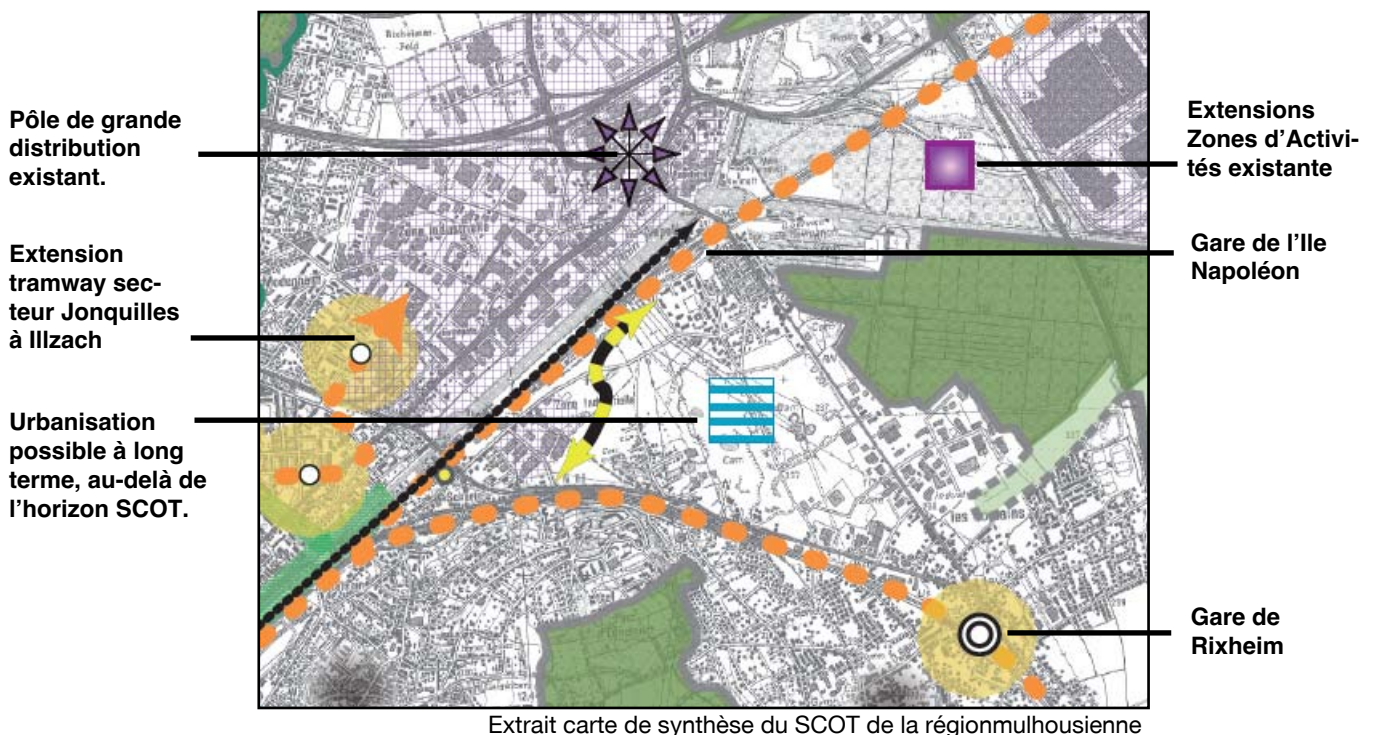 Pôle de grande
distribution
existant.
Extension
tramway sec-
teur Jonquilles
à Illzach
Urbanisation
possible à long
terme, au-delà de
l'horizon SCOT.
Extensions
Zones d'Activi-
tés existante
Gare de l'Ile
Napoléon
Gare de
Rixheim
Extrait carte de synthèse du SCOT de la régionmulhousienne